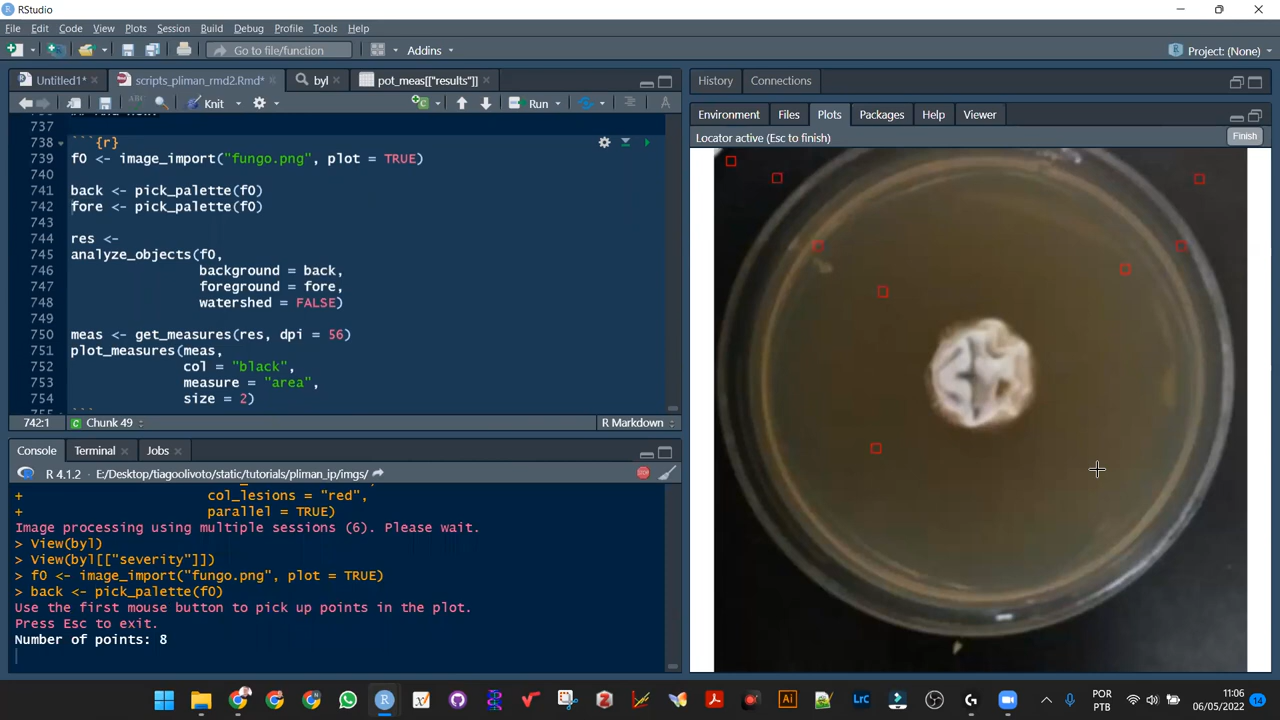 RStudio
File Edit Code View Plots Session Build Debug Profile Tools Help
Go to file/function Addins Project: (None)
Untitled1* scripts_pliman_rmd2.Rmd* byl pot_meas[["results"]]
Knit Run
737
738 ```{r}
739 f0 <- image_import("fungo.png", plot = TRUE)
740
741 back <- pick_palette(f0)
742 fore <- pick_palette(f0)
743
744 res <-
745 analyze_objects(f0,
746 background = back,
747 foreground = fore,
748 watershed = FALSE)
749
750 meas <- get_measures(res, dpi = 56)
751 plot_measures(meas,
752 col = "black",
753 measure = "area",
754 size = 2)
755 ```
742:1 Chunk 49 R Markdown
Console Terminal Jobs
R 4.1.2 · E:/Desktop/tiagoolivoto/static/tutorials/pliman_ip/imgs/
+ col_lesions = "red",
+ parallel = TRUE)
Image processing using multiple sessions (6). Please wait.
> View(byl)
> View(byl[["severity"]])
> f0 <- image_import("fungo.png", plot = TRUE)
> back <- pick_palette(f0)
Use the first mouse button to pick up points in the plot.
Press Esc to exit.
Number of points: 8
History Connections
Environment Files Plots Packages Help Viewer
Locator active (Esc to finish) Finish
Ai LrC
POR
PTB
11:06
06/05/2022
14